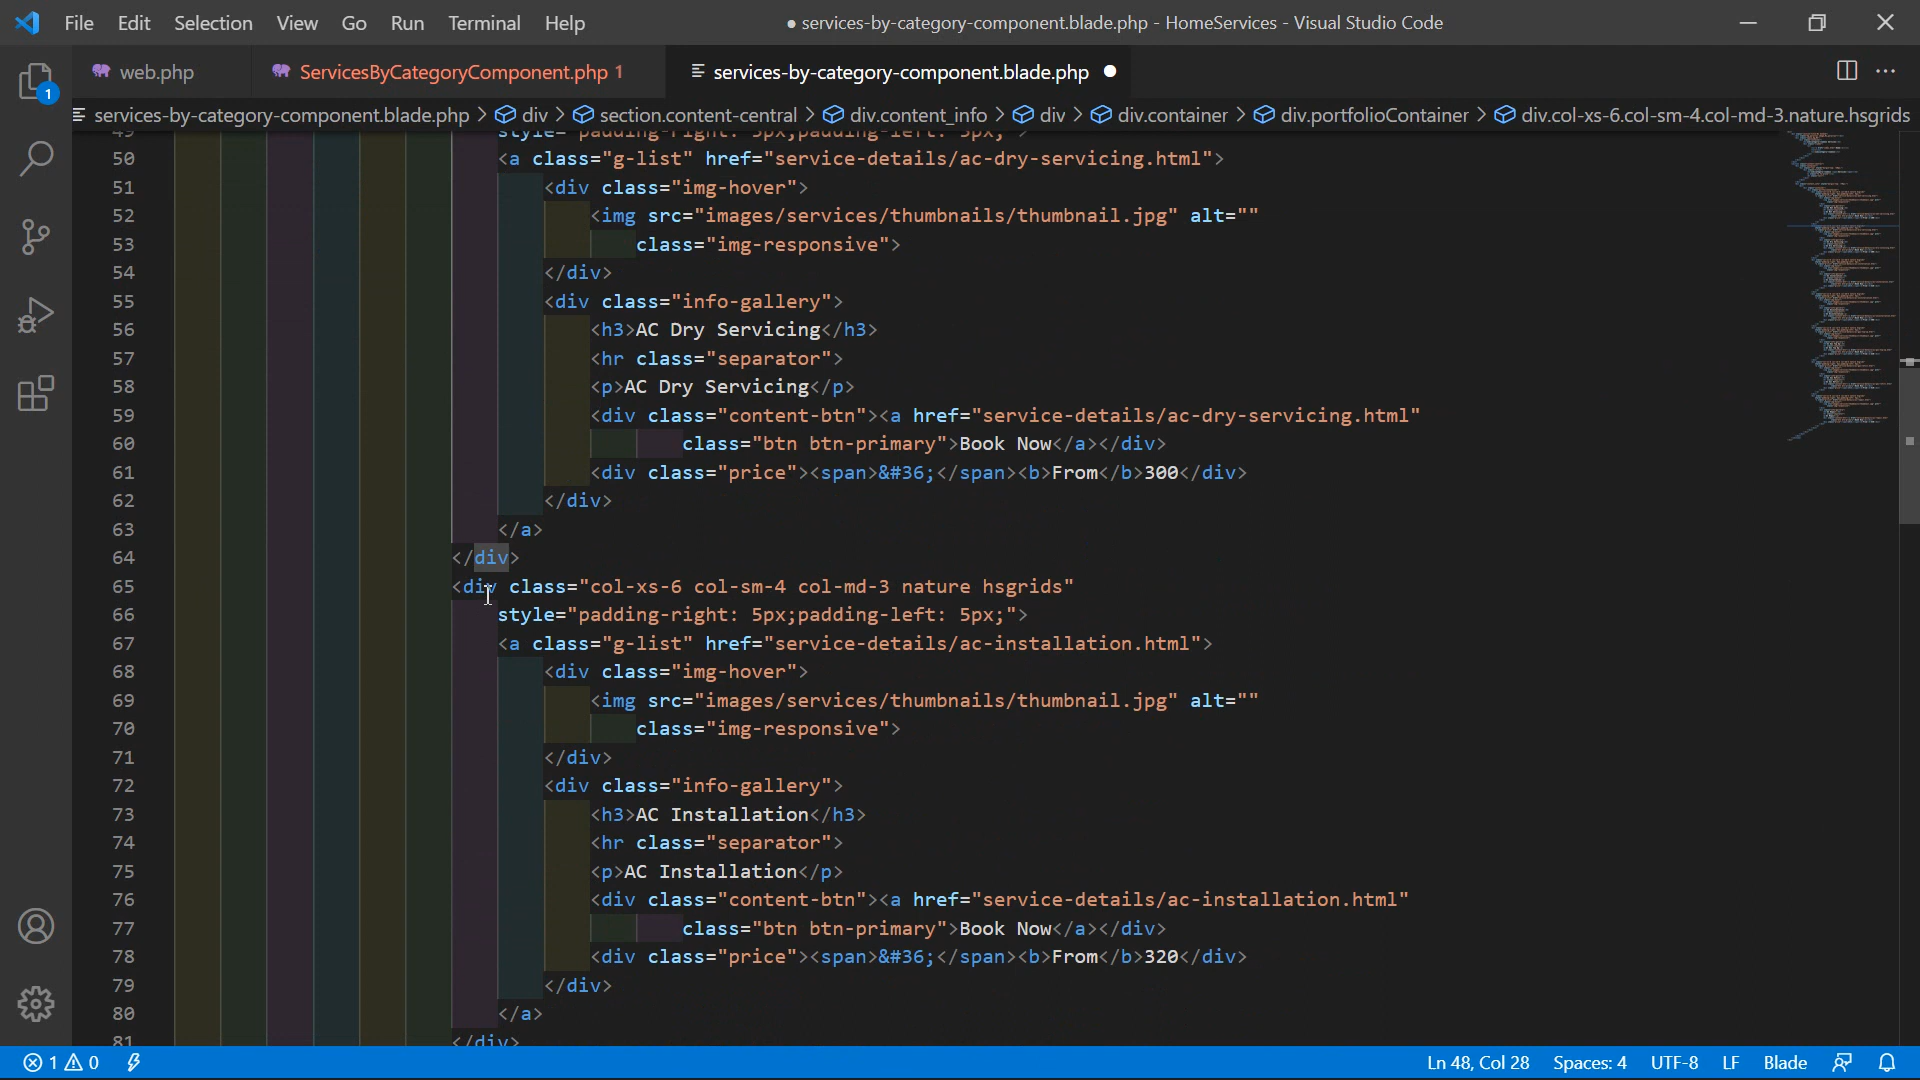 File Edit Selection View Go Run Terminal Help ● services-by-category-component.blade.php - HomeServices - Visual Studio Code
web.php ServicesByCategoryComponent.php 1 services-by-category-component.blade.php
services-by-category-component.blade.php > div > section.content-central > div.content_info > div > div.container > div.portfolioContainer > div.col-xs-6.col-sm-4.col-md-3.nature.hsgrids
49 style="padding-right: 5px;padding-left: 5px;">
50 <a class="g-list" href="service-details/ac-dry-servicing.html">
51 <div class="img-hover">
52 <img src="images/services/thumbnails/thumbnail.jpg" alt=""
53 class="img-responsive">
54 </div>
55 <div class="info-gallery">
56 <h3>AC Dry Servicing</h3>
57 <hr class="separator">
58 <p>AC Dry Servicing</p>
59 <div class="content-btn"><a href="service-details/ac-dry-servicing.html"
60 class="btn btn-primary">Book Now</a></div>
61 <div class="price"><span>&#36;</span><b>From</b>300</div>
62 </div>
63 </a>
64 </div>
65 <div class="col-xs-6 col-sm-4 col-md-3 nature hsgrids"
66 style="padding-right: 5px;padding-left: 5px;">
67 <a class="g-list" href="service-details/ac-installation.html">
68 <div class="img-hover">
69 <img src="images/services/thumbnails/thumbnail.jpg" alt=""
70 class="img-responsive">
71 </div>
72 <div class="info-gallery">
73 <h3>AC Installation</h3>
74 <hr class="separator">
75 <p>AC Installation</p>
76 <div class="content-btn"><a href="service-details/ac-installation.html"
77 class="btn btn-primary">Book Now</a></div>
78 <div class="price"><span>&#36;</span><b>From</b>320</div>
79 </div>
80 </a>
81 </div>
1
1 0 Ln 48, Col 28 Spaces: 4 UTF-8 LF Blade